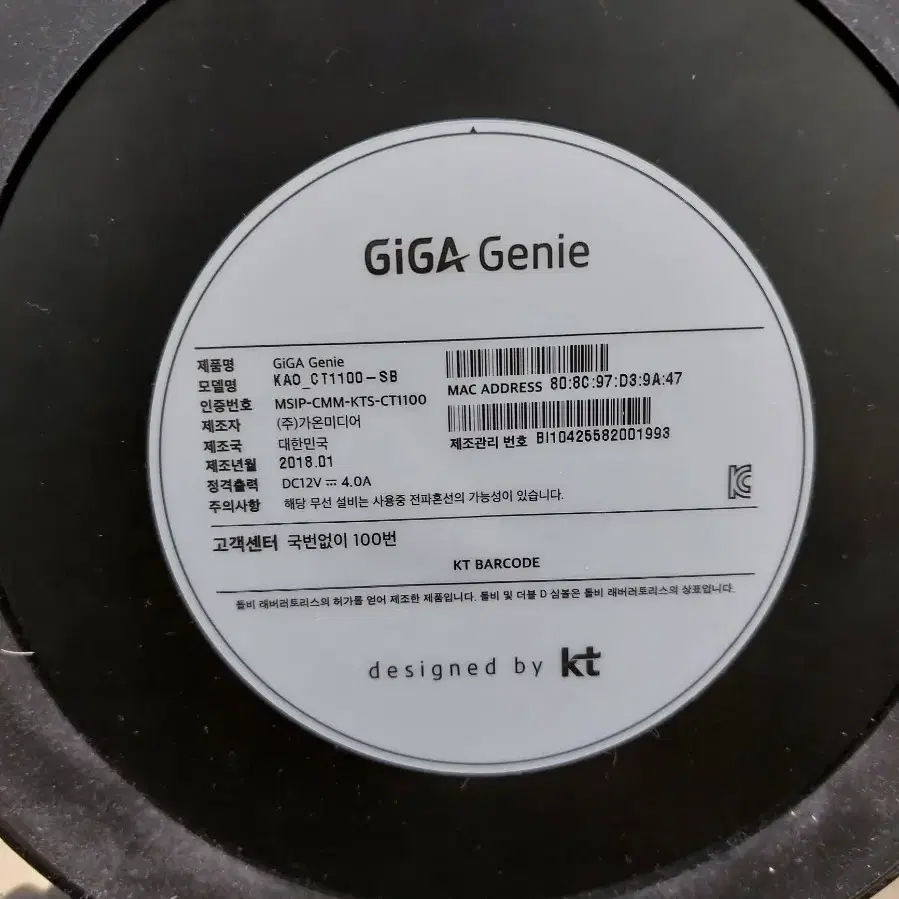 GiGA Genie
제품명 GiGA Genie
모델명 KAO_CT1100-SB
인증번호 MSIP-CMM-KTS-CT1100
제조자 (주)가온미디어
제조국 대한민국
제조년월 2018.01
정격출력 DC12V ⎓ 4.0A
주의사항 해당 무선 설비는 사용중 전파혼선의 가능성이 있습니다.
MAC ADDRESS 80:8C:97:D3:9A:47
제조관리 번호 BI10425582001993
고객센터 국번없이 100번
KT BARCODE
돌비 래버러토리스의 허가를 얻어 제조한 제품입니다. 돌비 및 더블 D 심볼은 돌비 래버러토리스의 상표입니다.
designed by kt